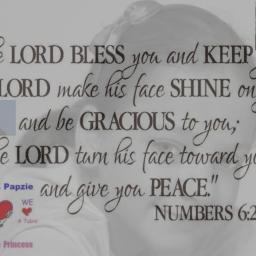 LORD BLESS you and KEEP
LORD make his face SHINE on
and be GRACIOUS to you;
LORD turn his face toward
and give you PEACE."
NUMBERS 6:2
Papzie
WE
Princess